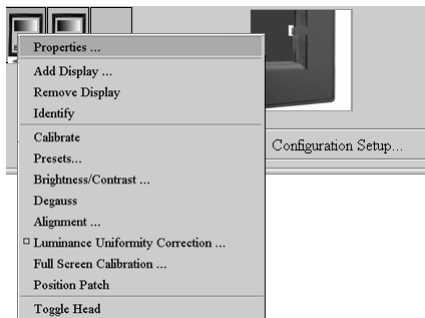 Properties ...
Add Display ...
Remove Display
Identify
Calibrate
Presets...
Brightness/Contrast ...
Degauss
Alignment ...
Luminance Uniformity Correction ...
Full Screen Calibration ...
Position Patch
Toggle Head
Configuration Setup...